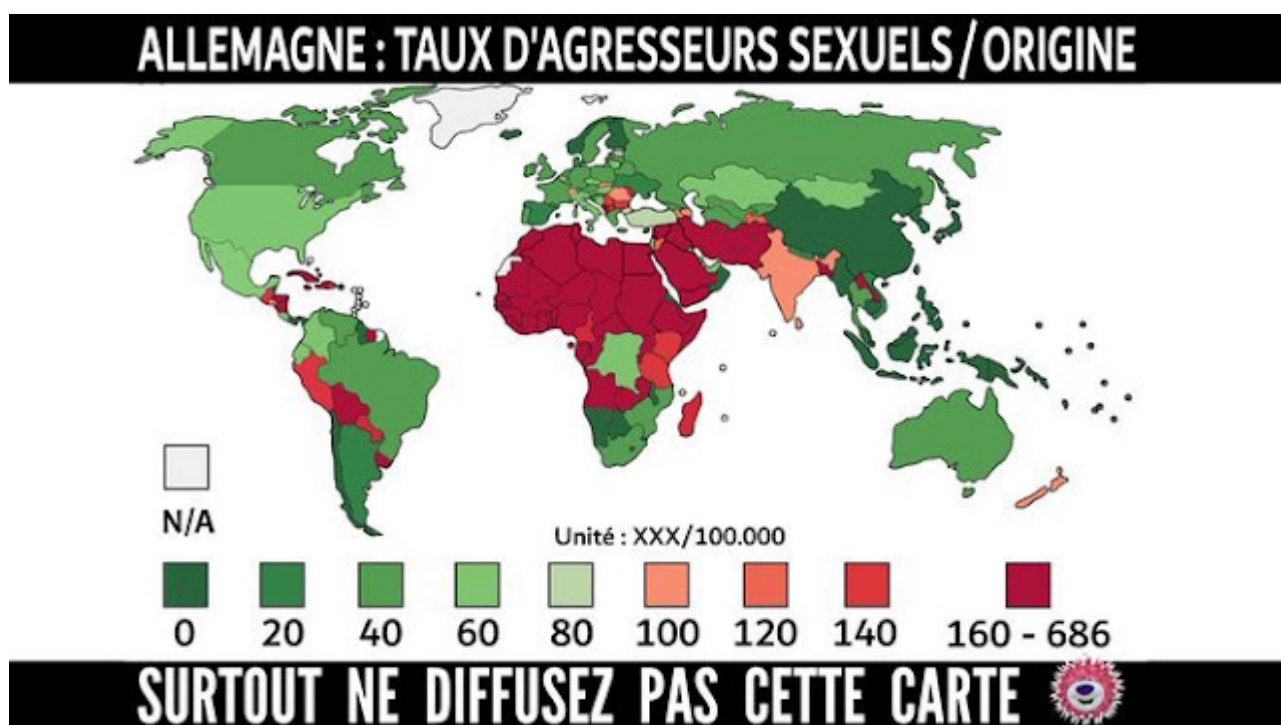 ALLEMAGNE : TAUX D'AGRESSEURS SEXUELS / ORIGINE
N/A
Unité : XXX/100.000
0 20 40 60 80 100 120 140 160 - 686
SURTOUT NE DIFFUSEZ PAS CETTE CARTE